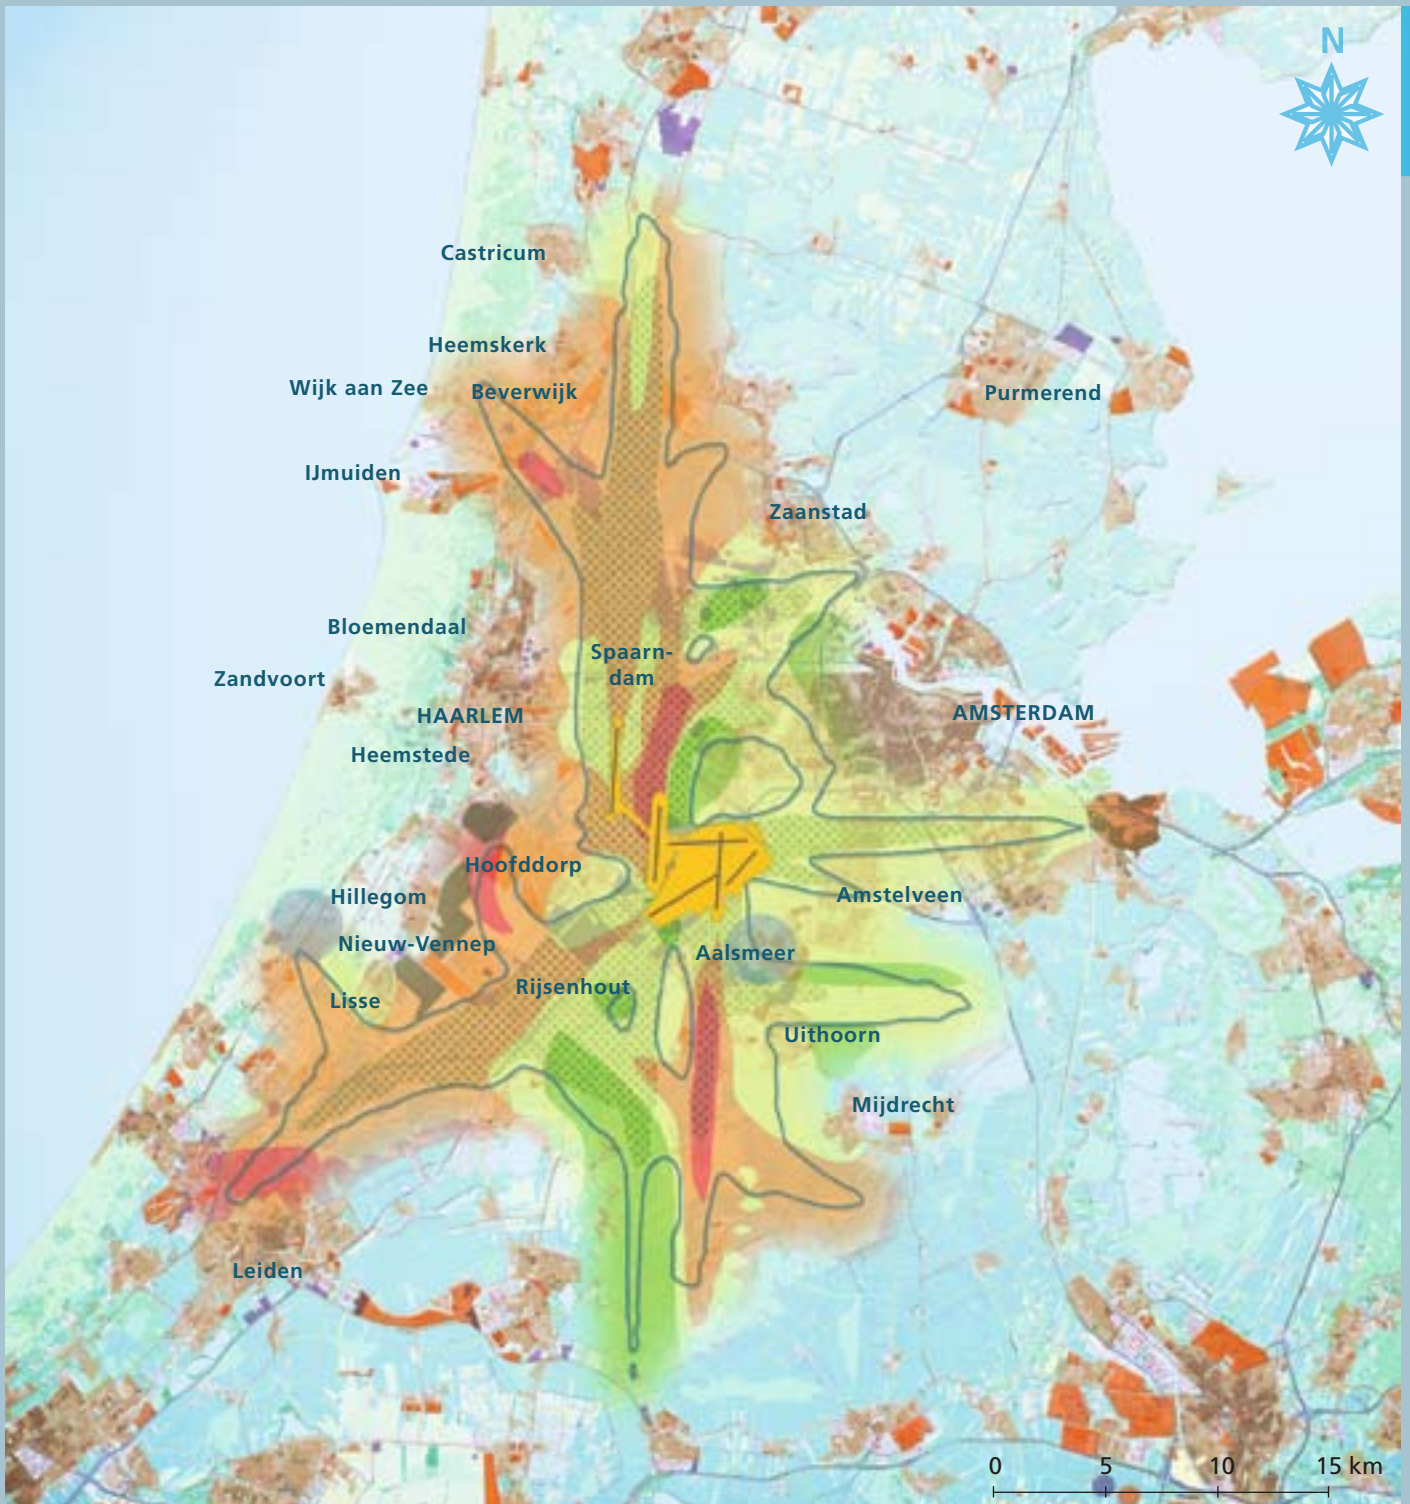 N
Castricum
Heemskerk
Wijk aan Zee
Beverwijk
Purmerend
IJmuiden
Zaanstad
Bloemendaal
Spaarn-
dam
Zandvoort
HAARLEM
AMSTERDAM
Heemstede
Hoofddorp
Hillegom
Amstelveen
Nieuw-Vennep
Aalsmeer
Rijsenhout
Lisse
Uithoorn
Mijdrecht
Leiden
0 5 10 15 km